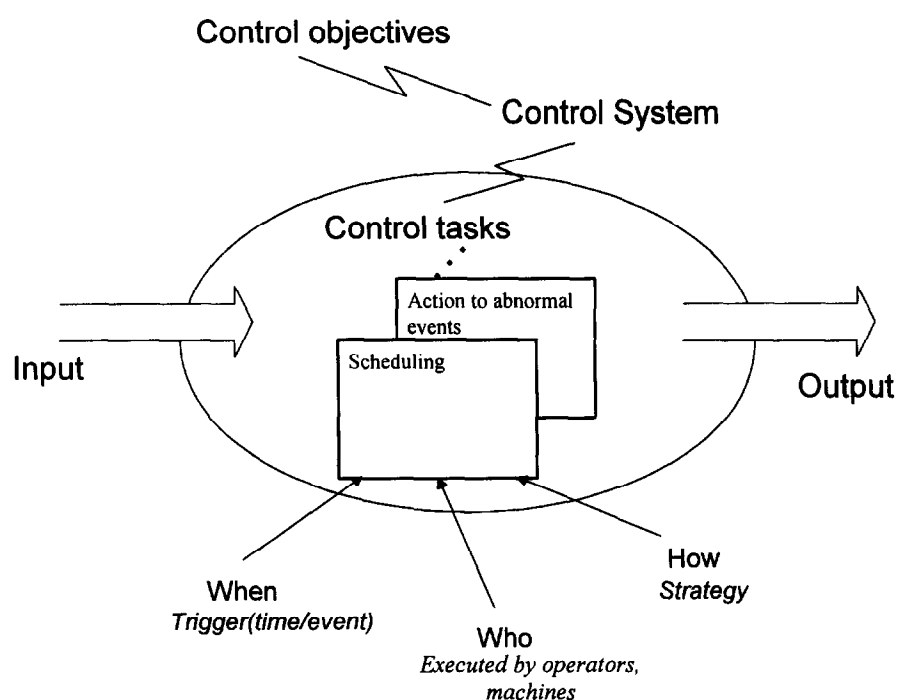 Control objectives
Control System
Control tasks
Action to abnormal
events
Scheduling
Input
Output
When
Trigger(time/event)
How
Strategy
Who
Executed by operators,
machines